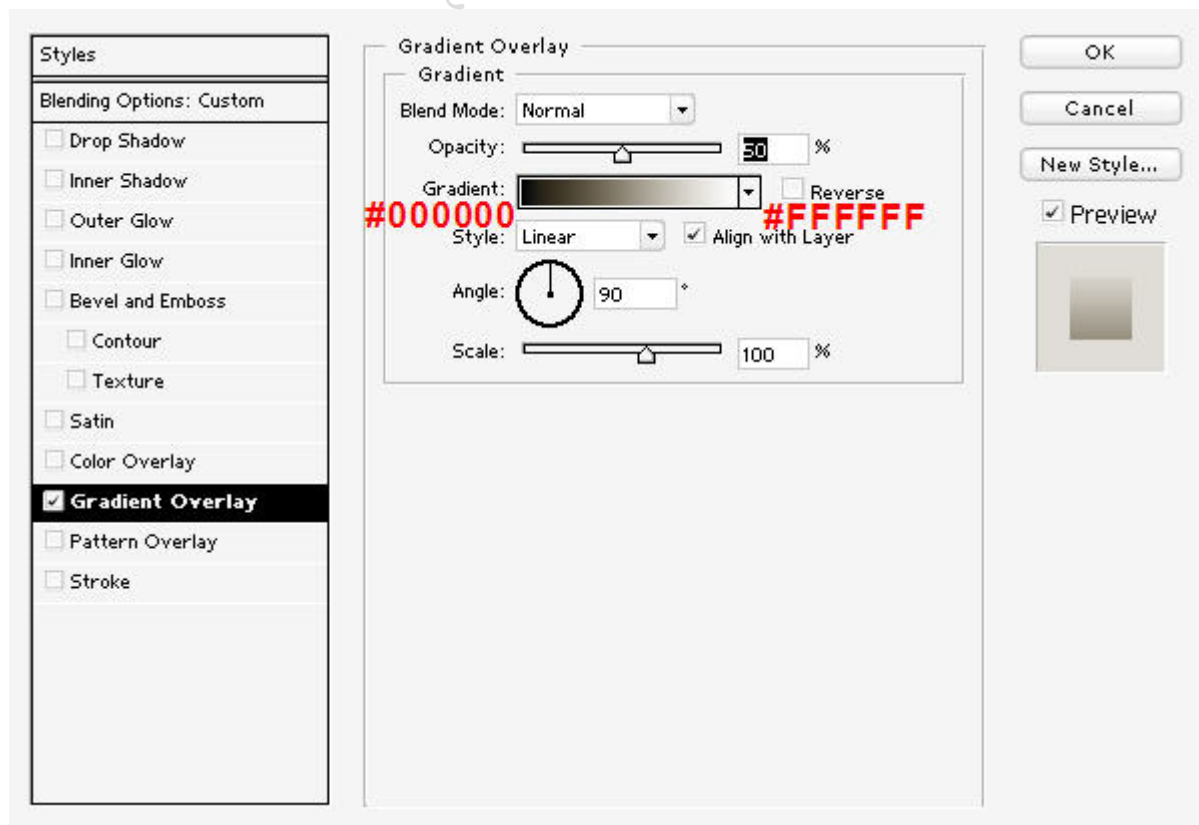 Styles
Blending Options: Custom
Drop Shadow
Inner Shadow
Outer Glow
Inner Glow
Bevel and Emboss
Contour
Texture
Satin
Color Overlay
Gradient Overlay
Pattern Overlay
Stroke
Gradient Overlay
Gradient
Blend Mode: Normal
Opacity: 50 %
Gradient: Reverse
#000000 #FFFFFF
Style: Linear Align with Layer
Angle: 90 °
Scale: 100 %
OK
Cancel
New Style...
Preview